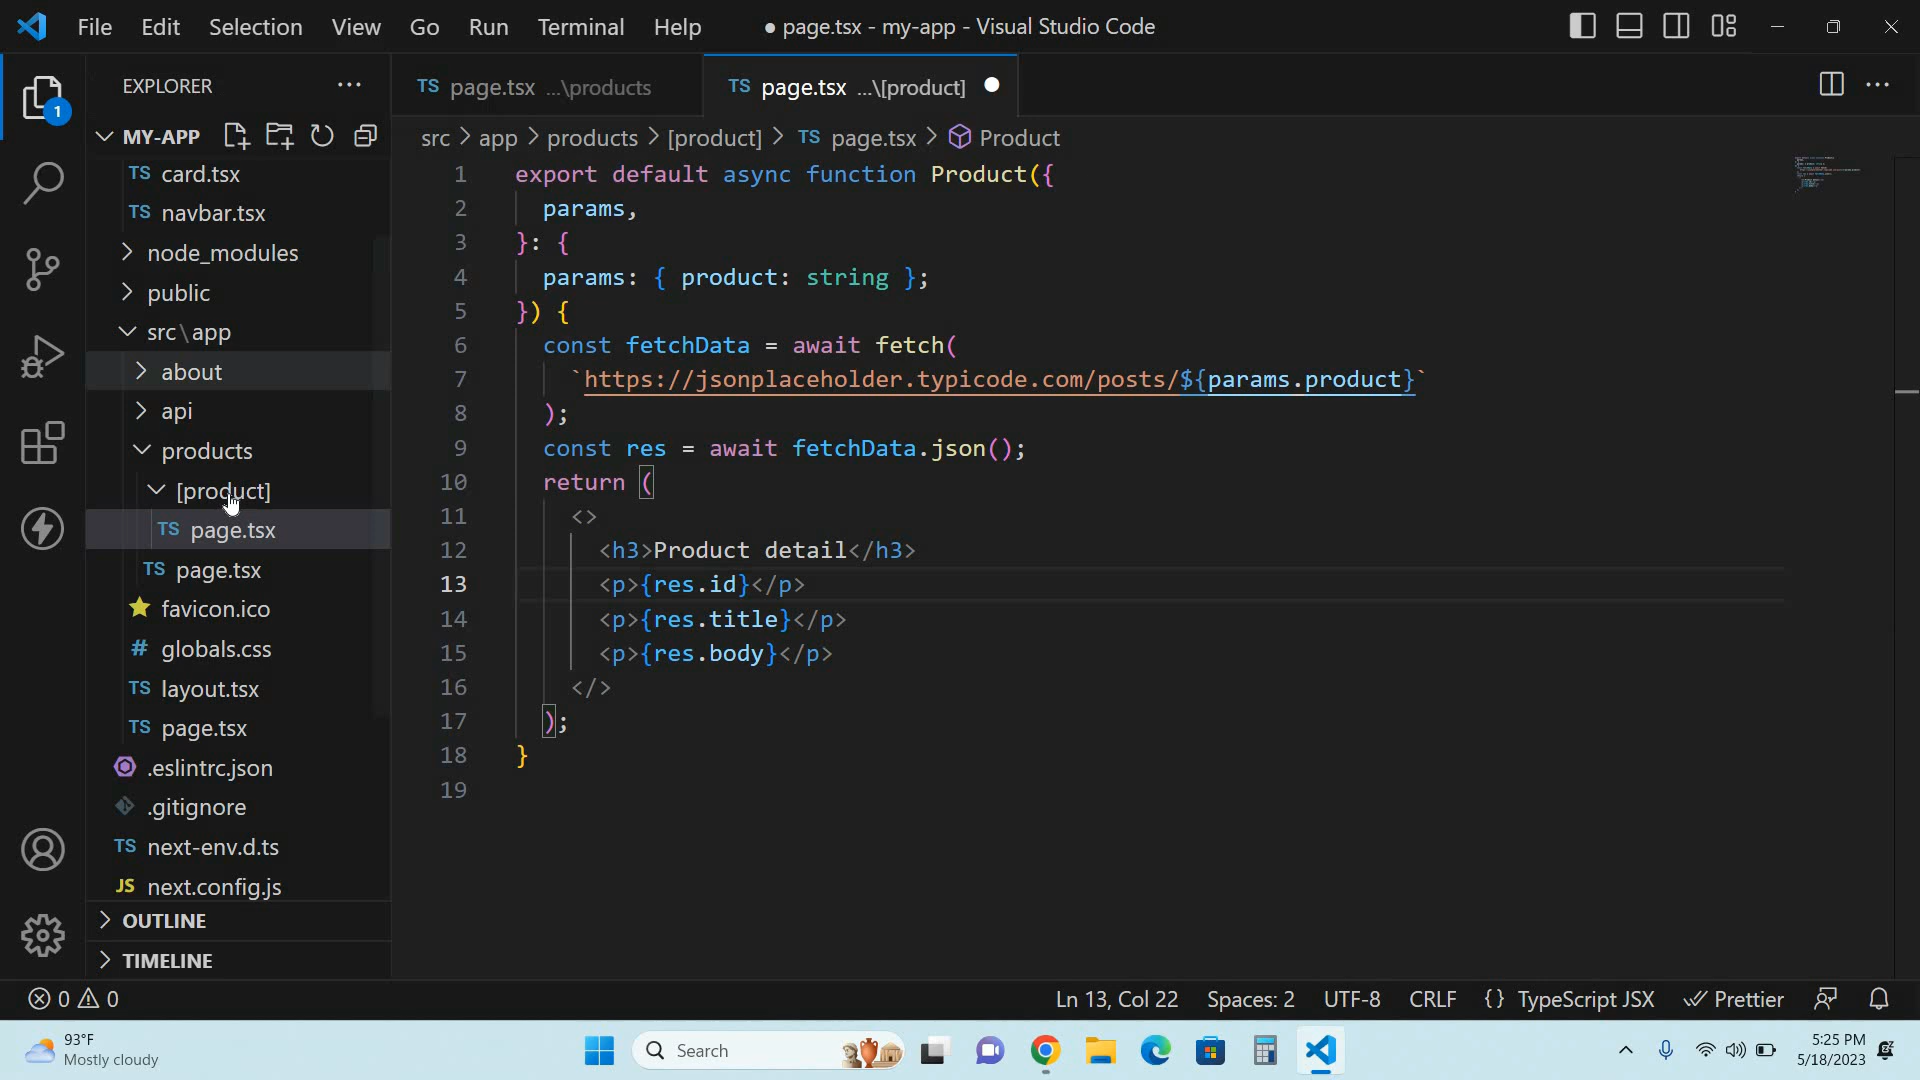 File Edit Selection View Go Run Terminal Help ● page.tsx - my-app - Visual Studio Code
EXPLORER
TS page.tsx ...\products
TS page.tsx ...\[product]
1
MY-APP
src > app > products > [product] > TS page.tsx > Product
TS card.tsx
TS navbar.tsx
node_modules
public
src\app
about
api
products
[product]
TS page.tsx
TS page.tsx
favicon.ico
# globals.css
TS layout.tsx
TS page.tsx
.eslintrc.json
.gitignore
TS next-env.d.ts
JS next.config.js
OUTLINE
TIMELINE
1 export default async function Product({
2 params,
3 }: {
4 params: { product: string };
5 }) {
6 const fetchData = await fetch(
7 `https://jsonplaceholder.typicode.com/posts/${params.product}`
8 );
9 const res = await fetchData.json();
10 return (
11 <>
12 <h3>Product detail</h3>
13 <p>{res.id}</p>
14 <p>{res.title}</p>
15 <p>{res.body}</p>
16 </>
17 );
18 }
19
0 0
Ln 13, Col 22 Spaces: 2 UTF-8 CRLF {} TypeScript JSX Prettier
93°F
Mostly cloudy
Search
5:25 PM
5/18/2023